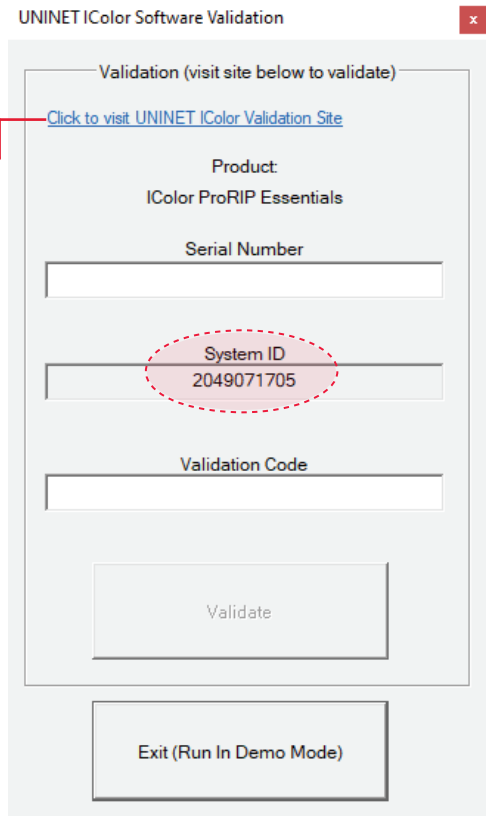 UNINET IColor Software Validation
x
Validation (visit site below to validate)
Click to visit UNINET IColor Validation Site
Product:
IColor ProRIP Essentials
Serial Number
System ID
2049071705
Validation Code
Validate
Exit (Run In Demo Mode)